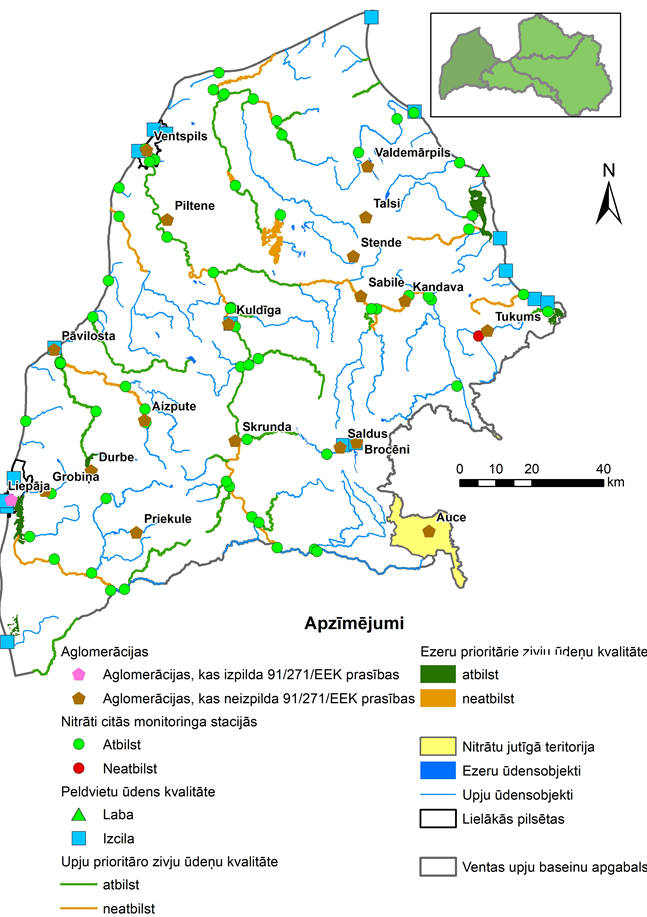 Ventspils
Valdemārpils
N
Piltene
Talsi
Stende
Sabile
Kandava
Kuldīga
Tukums
Pāvilosta
Aizpute
Skrunda
Saldus
Brocēni
Durbe
Grobiņa
Liepāja
0 10 20 40
km
Priekule
Auce
Apzīmējumi
Aglomerācijas
Aglomerācijas, kas izpilda 91/271/EEK prasības
Aglomerācijas, kas neizpilda 91/271/EEK prasības
Nitrāti citās monitoringa stacijās
Atbilst
Neatbilst
Peldvietu ūdens kvalitāte
Laba
Izcila
Upju prioritāro zivju ūdeņu kvalitāte
atbilst
neatbilst
Ezeru prioritārie zivju ūdeņu kvalitāte
atbilst
neatbilst
Nitrātu jutīgā teritorija
Ezeru ūdensobjekti
Upju ūdensobjekti
Lielākās pilsētas
Ventas upju baseinu apgabals